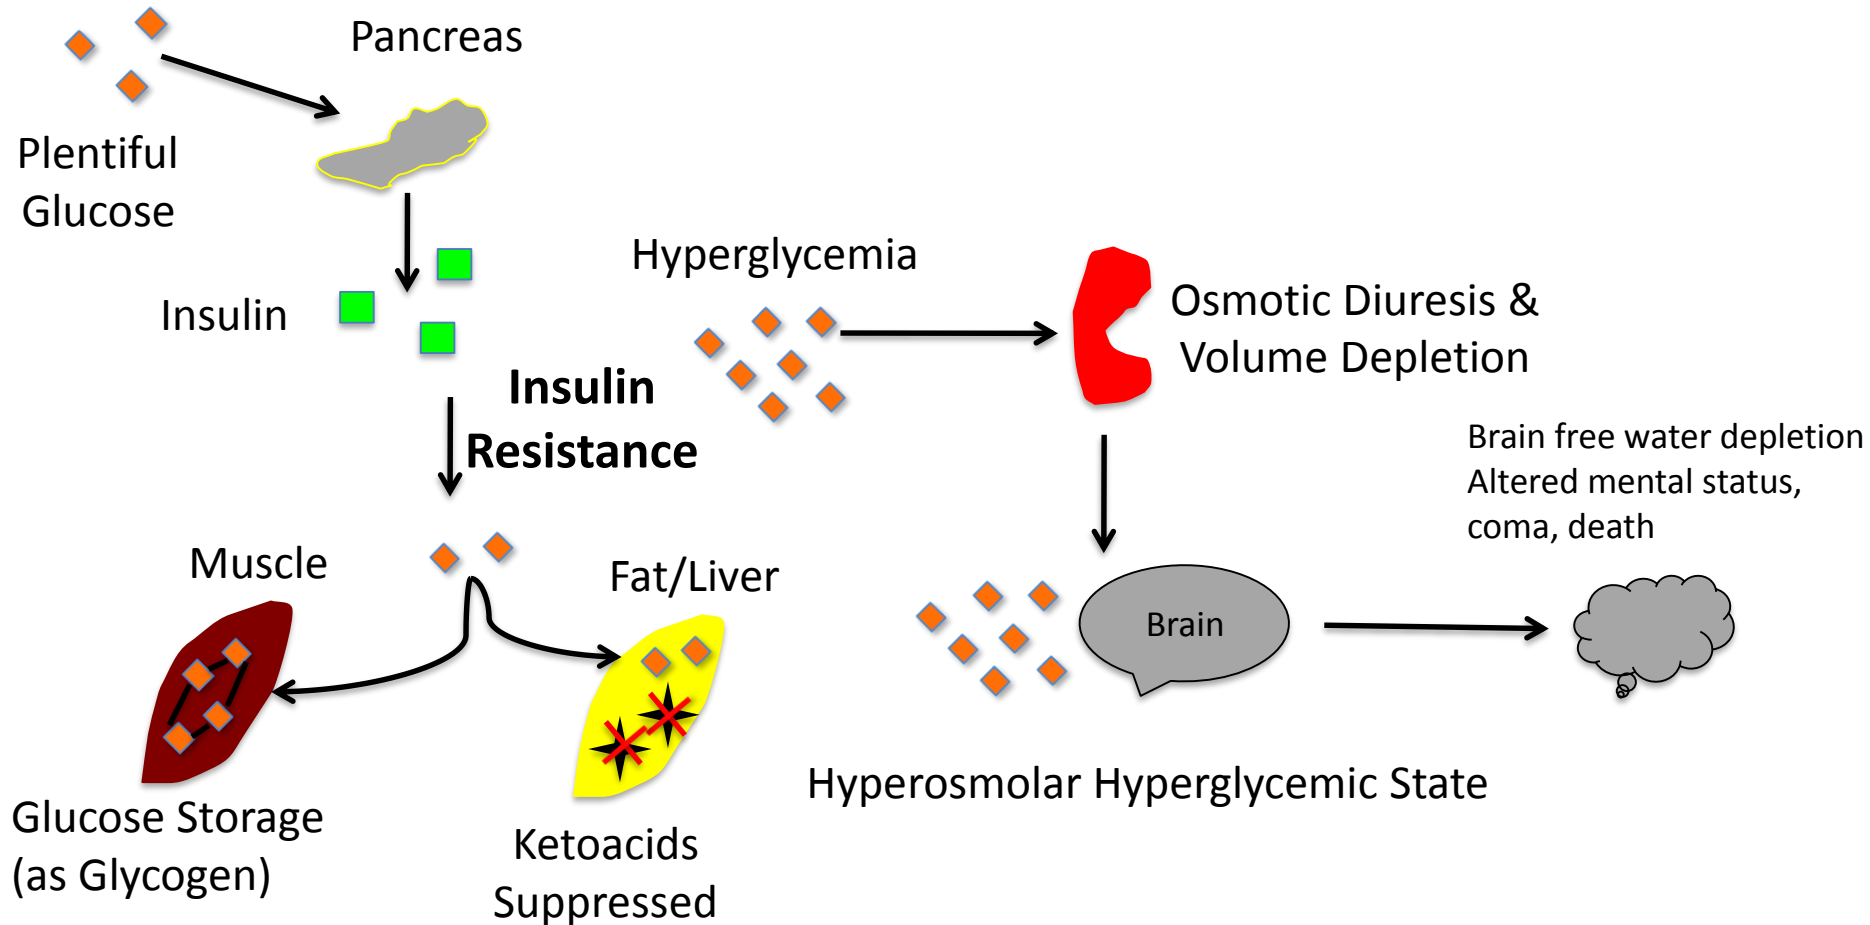 Pancreas
Plentiful
Glucose
Insulin
Insulin
Resistance
Hyperglycemia
Osmotic Diuresis &
Volume Depletion
Brain free water depletion
Altered mental status,
coma, death
Muscle
Fat/Liver
Brain
Glucose Storage
(as Glycogen)
Ketoacids
Suppressed
Hyperosmolar Hyperglycemic State